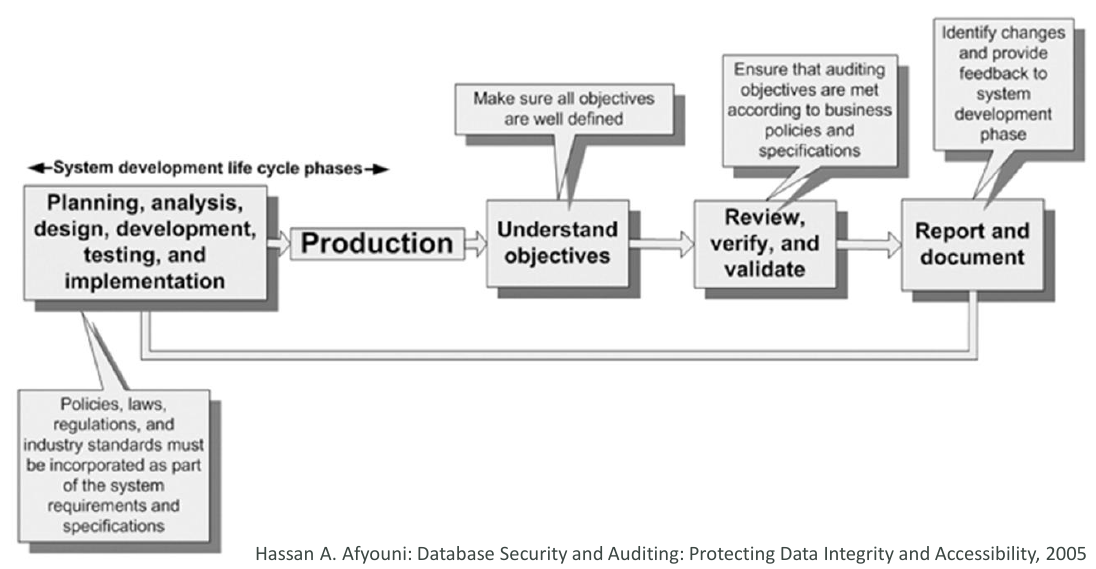 Identify changes
and provide
feedback to
system
development
phase
Ensure that auditing
objectives are met
according to business
policies and
specifications
Make sure all objectives
are well defined
System development life cycle phases
Planning, analysis,
design, development,
testing, and
implementation
Production
Understand
objectives
Review,
verify, and
validate
Report and
document
Policies, laws,
regulations, and
industry standards must
be incorporated as part
of the system
requirements and
specifications
Hassan A. Afyouni: Database Security and Auditing: Protecting Data Integrity and Accessibility, 2005